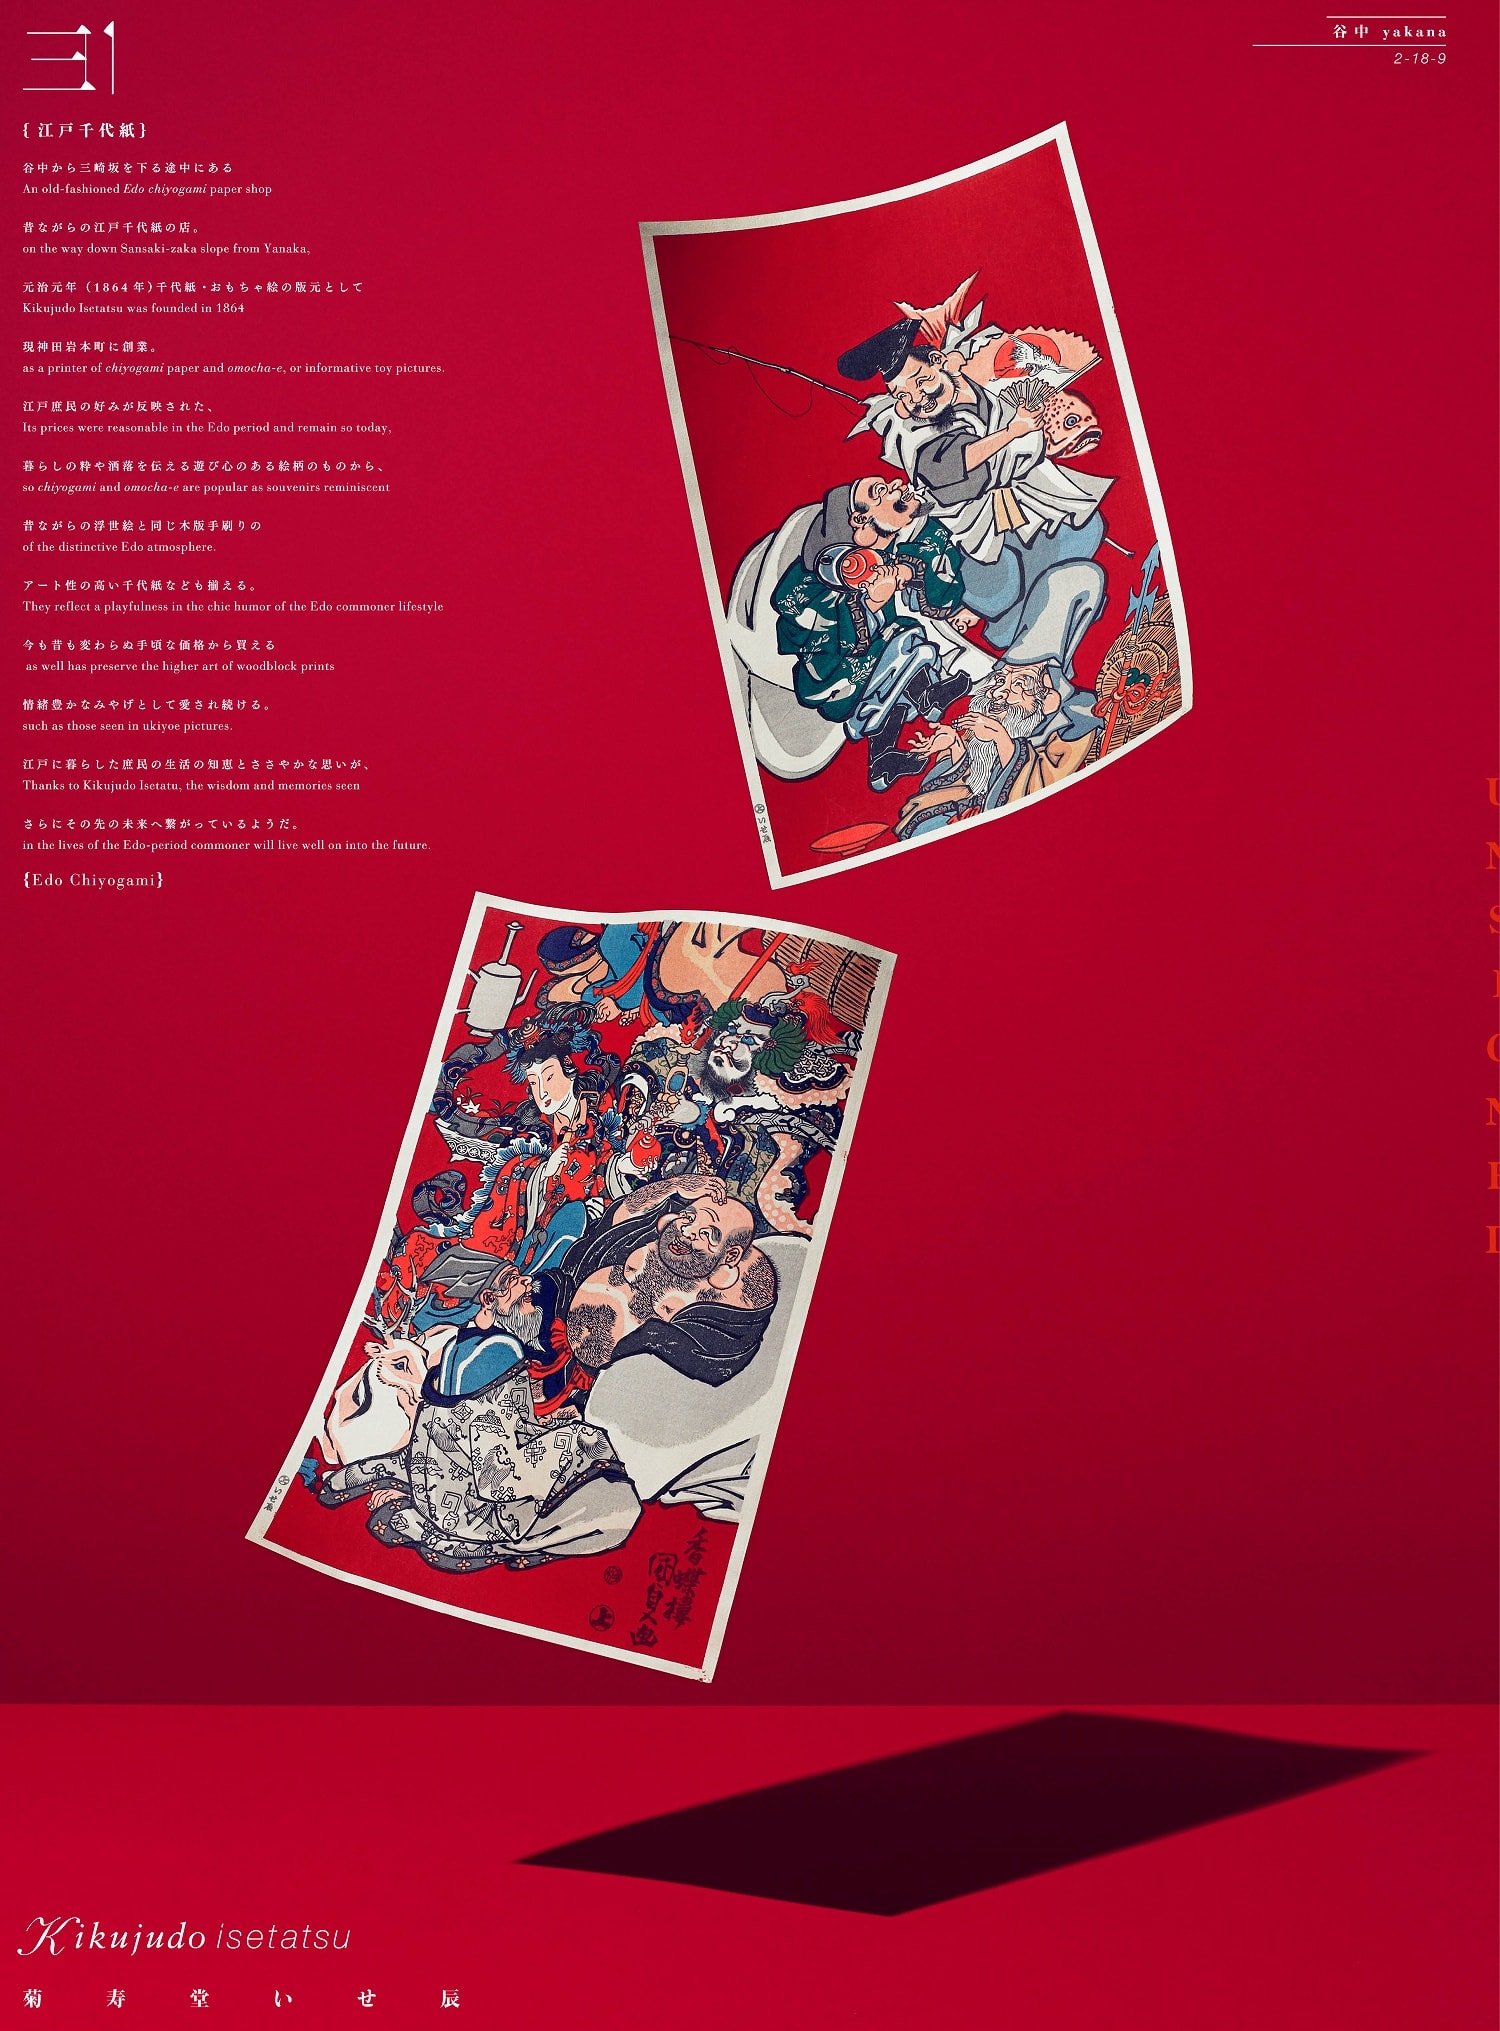 谷中 yakana
2-18-9
{江戸千代紙}
谷中から三崎坂を下る途中にある
An old-fashioned Edo chiyogami paper shop
昔ながらの江戸千代紙の店。
on the way down Sansaki-zaka slope from Yanaka,
元治元年（1864年）千代紙・おもちゃ絵の版元として
Kikujudo Isetatsu was founded in 1864
現神田岩本町に創業。
as a printer of chiyogami paper and omocha-e, or informative toy pictures.
江戸庶民の好みが反映された、
Its prices were reasonable in the Edo period and remain so today,
暮らしの粋や洒落を伝える遊び心のある絵柄のものから、
so chiyogami and omocha-e are popular as souvenirs reminiscent
昔ながらの浮世絵と同じ木版手刷りの
of the distinctive Edo atmosphere.
アート性の高い千代紙なども揃える。
They reflect a playfulness in the chic humor of the Edo commoner lifestyle
今も昔も変わらぬ手頃な価格から買える
as well has preserve the higher art of woodblock prints
情緒豊かなみやげとして愛され続ける。
such as those seen in ukiyoe pictures.
江戸に暮らした庶民の生活の知恵とささやかな思いが、
Thanks to Kikujudo Isetatu, the wisdom and memories seen
さらにその先の未来へ繋がっているようだ。
in the lives of the Edo-period commoner will live well on into the future.
{Edo Chiyogami}
いせ辰
いせ辰
香蝶楼
国貞画
上
Kikujudo isetatsu
菊寿堂いせ辰